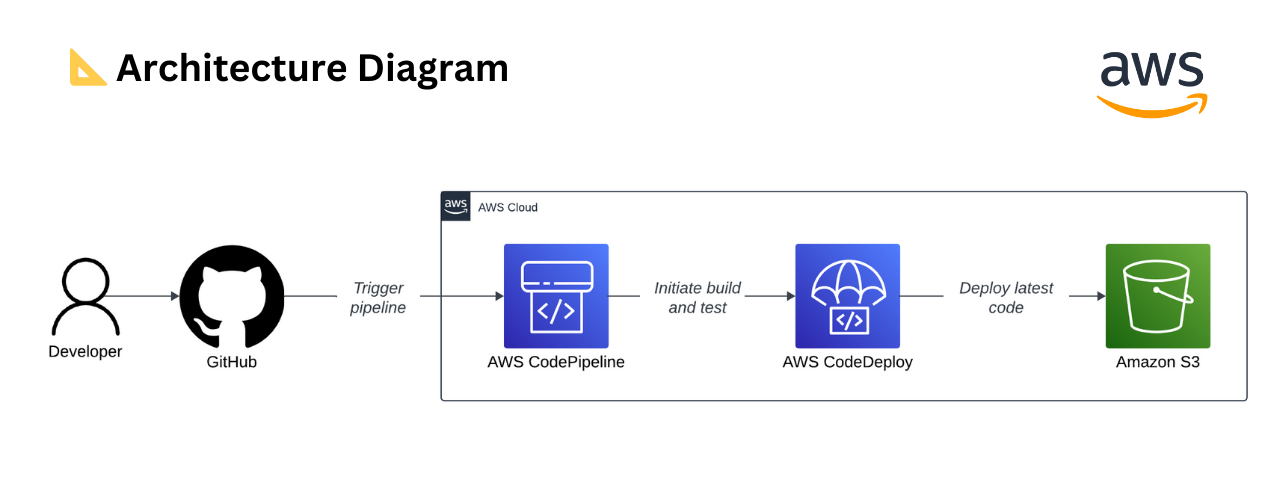 Architecture Diagram
aws
aws
AWS Cloud
Trigger
pipeline
Initiate build
and test
Deploy latest
code
Developer
GitHub
AWS CodePipeline
AWS CodeDeploy
Amazon S3